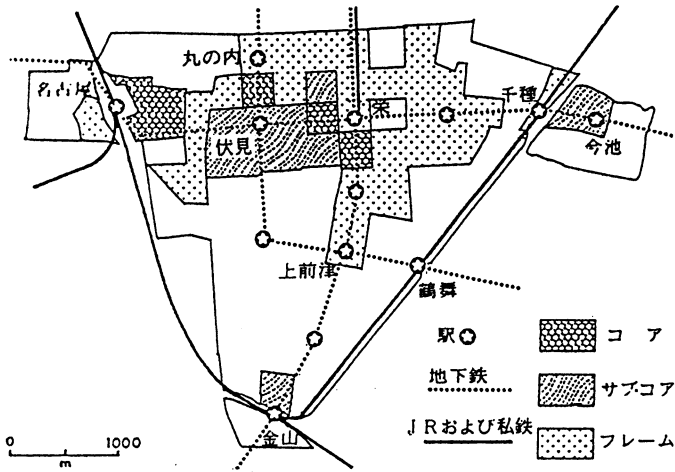 丸の内
名古屋
栄
千種
伏見
今池
上前津
鶴舞
駅
コア
地下鉄
サブ・コア
JRおよび私鉄
フレーム
金山
0 1000
m